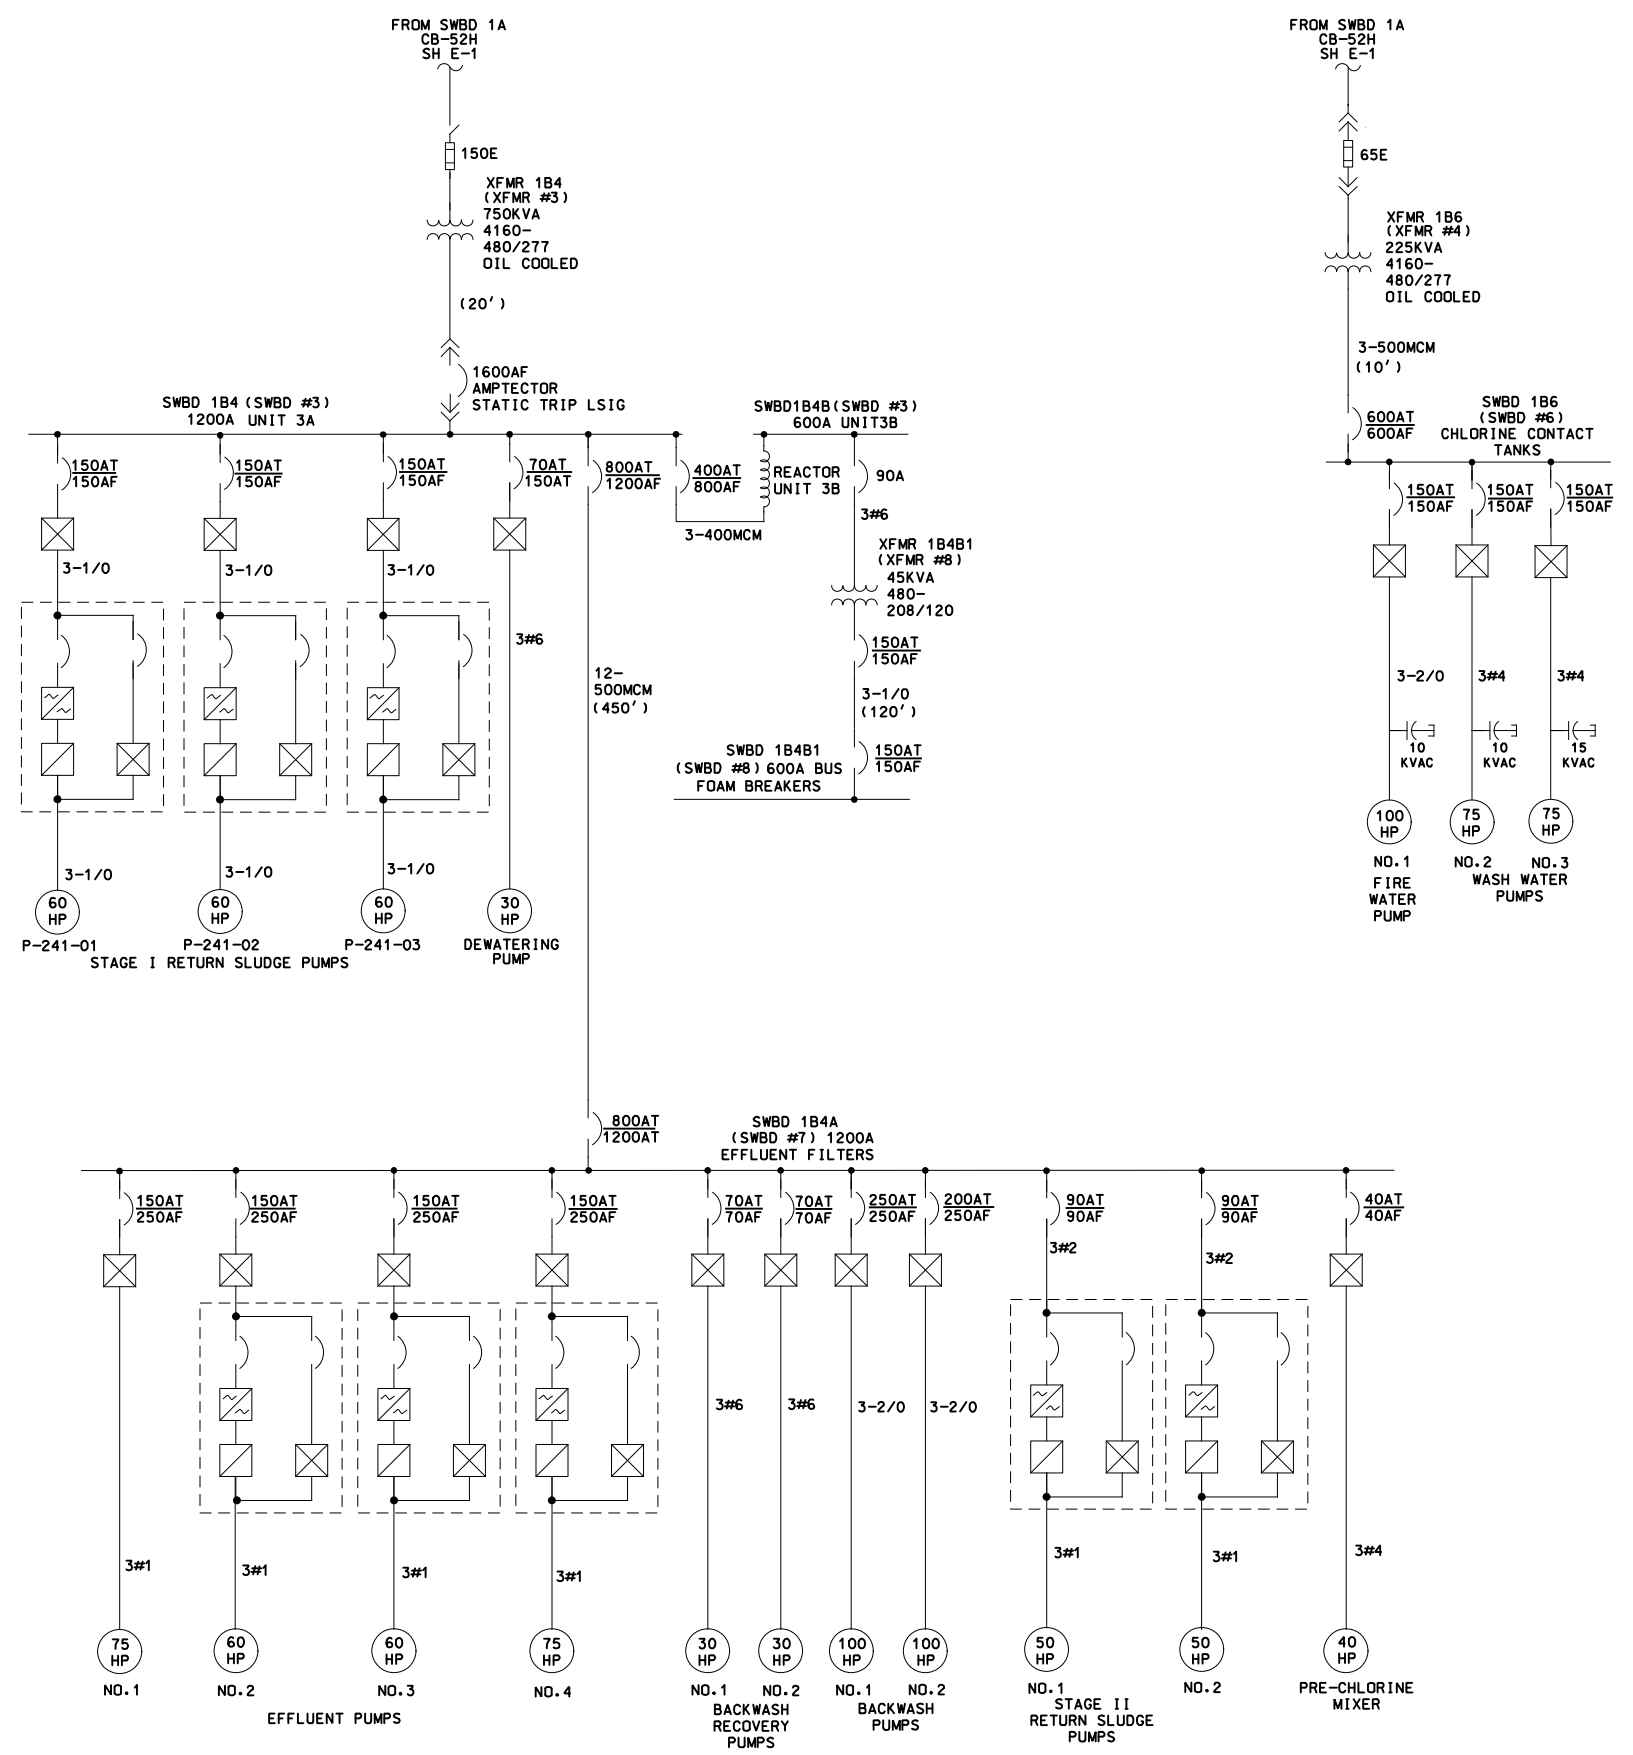 FROM SWBD 1A
CB-52H
SH E-1
150E
XFMR 1B4
(XFMR #3)
750KVA
4160-
480/277
OIL COOLED
(20')
1600AF
AMPTECTOR
STATIC TRIP LSIG
FROM SWBD 1A
CB-52H
SH E-1
65E
XFMR 1B6
(XFMR #4)
225KVA
4160-
480/277
OIL COOLED
3-500MCM
(10')
600AT
600AF
SWBD 1B6
(SWBD #6)
CHLORINE CONTACT
TANKS
SWBD 1B4 (SWBD #3)
1200A UNIT 3A
SWBD1B4B(SWBD #3)
600A UNIT3B
150AT
150AF
150AT
150AF
150AT
150AF
70AT
150AT
800AT
1200AF
400AT
800AF
REACTOR
UNIT 3B
90A
3-400MCM
3#6
XFMR 1B4B1
(XFMR #8)
45KVA
480-
208/120
150AT
150AF
3-1/0
(120')
150AT
150AF
SWBD 1B4B1
(SWBD #8) 600A BUS
FOAM BREAKERS
3-1/0
3-1/0
3-1/0
3#6
12-
500MCM
(450')
3-1/0
3-1/0
3-1/0
60
HP
60
HP
60
HP
30
HP
P-241-01
P-241-02
P-241-03
STAGE I RETURN SLUDGE PUMPS
DEWATERING
PUMP
150AT
150AF
150AT
150AF
150AT
150AF
3-2/0
3#4
3#4
10
KVAC
10
KVAC
15
KVAC
100
HP
75
HP
75
HP
NO.1
FIRE
WATER
PUMP
NO.2
NO.3
WASH WATER
PUMPS
800AT
1200AT
SWBD 1B4A
(SWBD #7) 1200A
EFFLUENT FILTERS
150AT
250AF
150AT
250AF
150AT
250AF
150AT
250AF
70AT
70AF
70AT
70AF
250AT
250AF
200AT
250AF
90AT
90AF
90AT
90AF
40AT
40AF
3#2
3#2
3#6
3#6
3-2/0
3-2/0
3#1
3#1
3#1
3#1
3#1
3#1
3#4
75
HP
60
HP
60
HP
75
HP
30
HP
30
HP
100
HP
100
HP
50
HP
50
HP
40
HP
NO.1
NO.2
NO.3
NO.4
EFFLUENT PUMPS
NO.1
NO.2
BACKWASH
RECOVERY
PUMPS
NO.1
NO.2
BACKWASH
PUMPS
NO.1
NO.2
STAGE II
RETURN SLUDGE
PUMPS
PRE-CHLORINE
MIXER